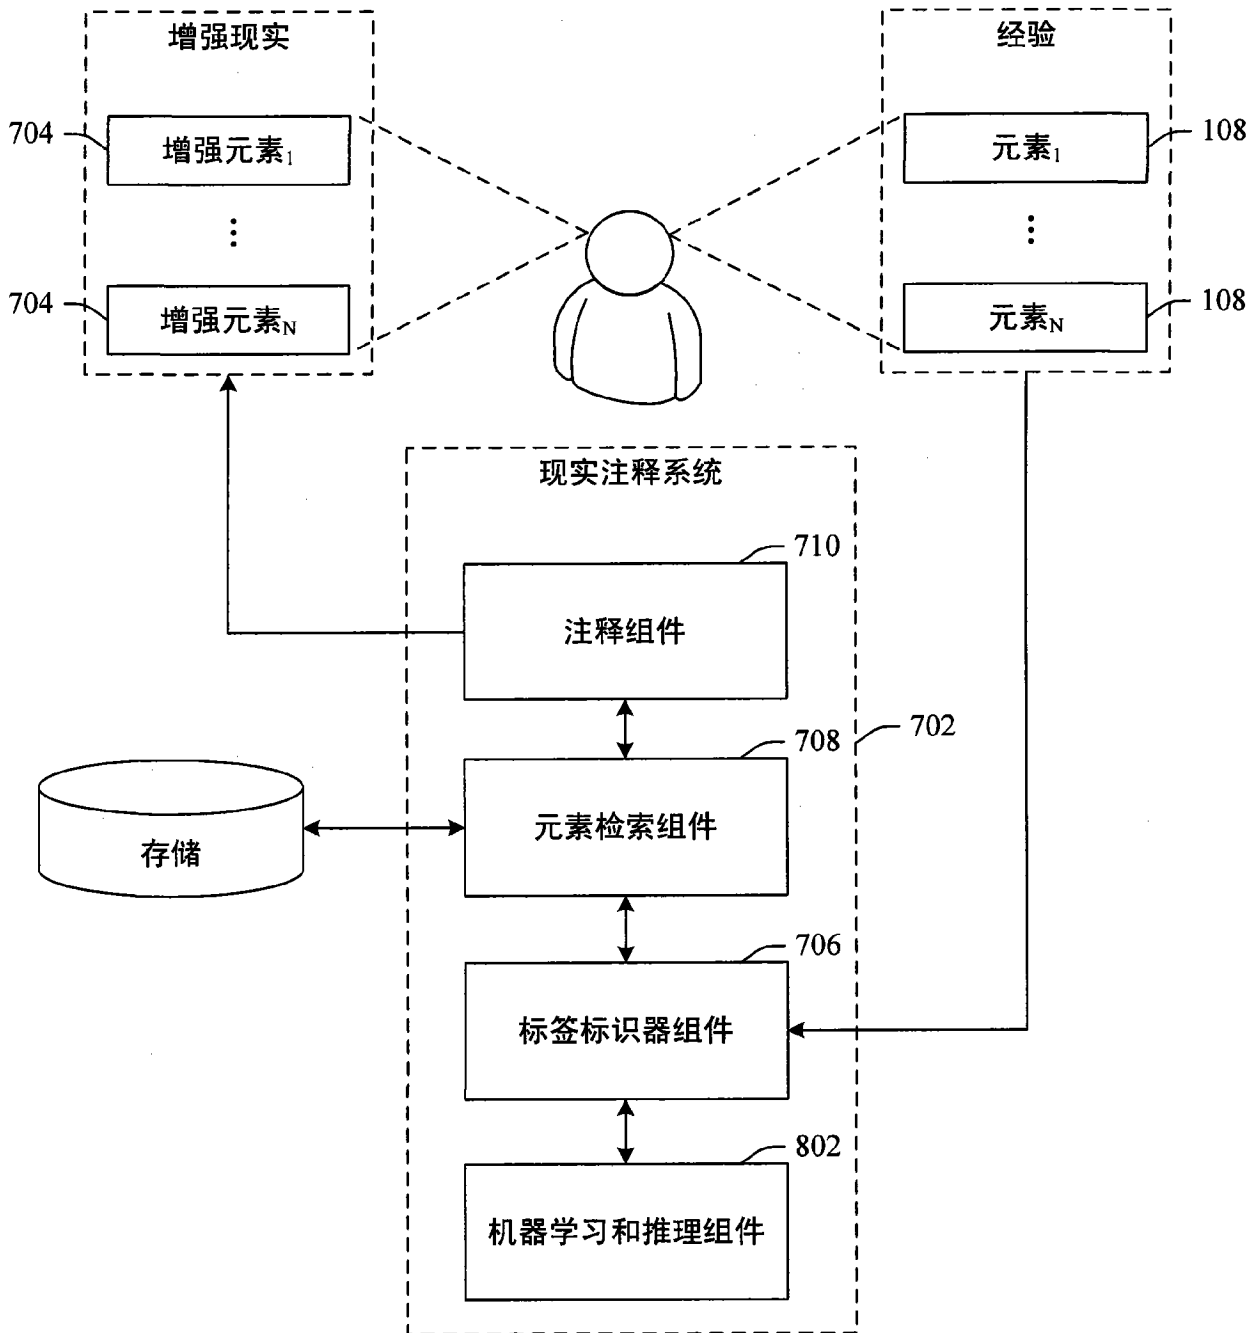 增强现实
经验
704
增强元素1
元素1
108
704
增强元素N
元素N
108
现实注释系统
710
注释组件
702
708
元素检索组件
存储
706
标签标识器组件
802
机器学习和推理组件